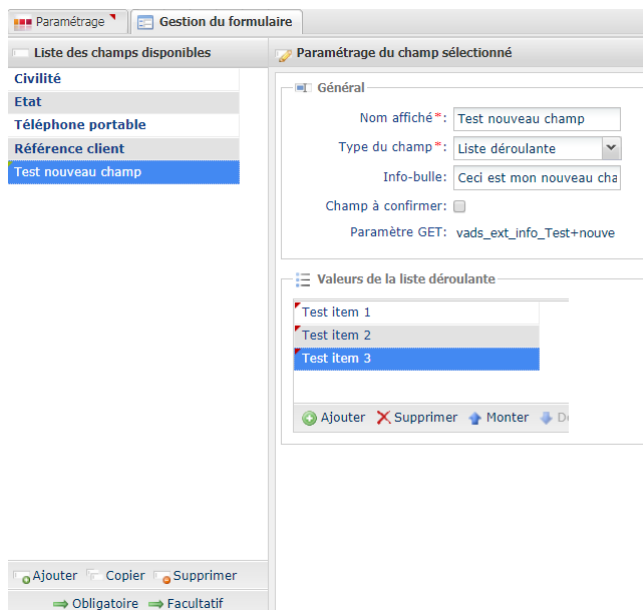 Paramétrage
Gestion du formulaire
Liste des champs disponibles
Civilité
Etat
Téléphone portable
Référence client
Test nouveau champ
Ajouter Copier Supprimer
Obligatoire Facultatif
Paramétrage du champ sélectionné
Général
Nom affiché*: Test nouveau champ
Type du champ*: Liste déroulante
Info-bulle: Ceci est mon nouveau cha
Champ à confirmer:
Paramètre GET: vads_ext_info_Test+nouve
Valeurs de la liste déroulante
Test item 1
Test item 2
Test item 3
Ajouter Supprimer Monter